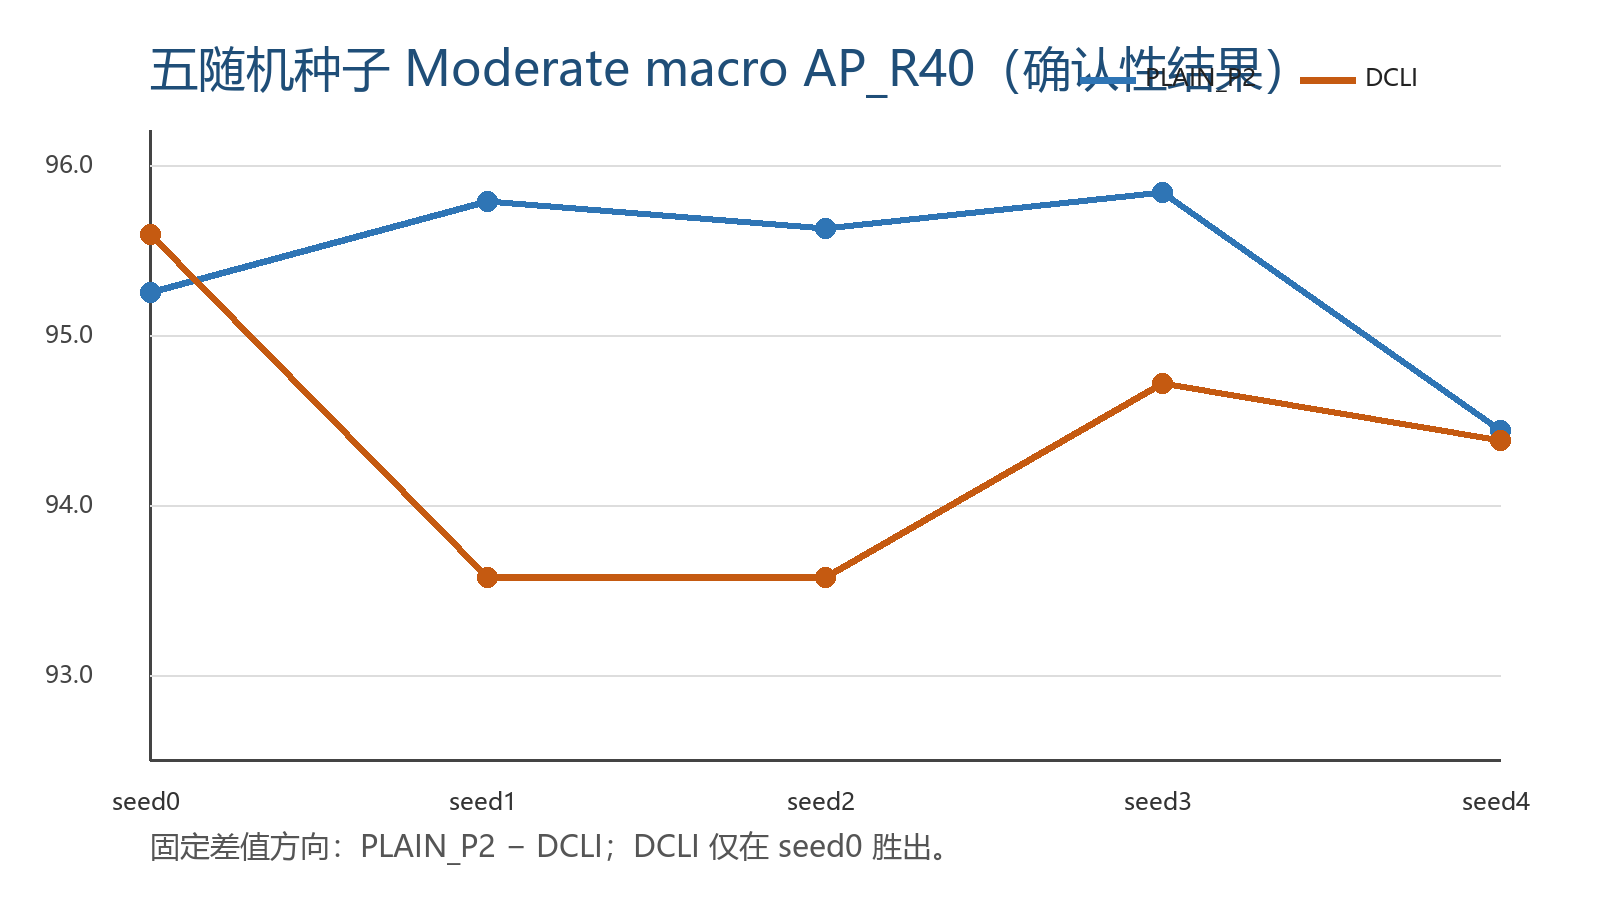 五随机种子 Moderate macro AP_R40（确认性结果）
PLAIN_P2
DCLI
96.0
95.0
94.0
93.0
seed0
seed1
seed2
seed3
seed4
固定差值方向：PLAIN_P2 − DCLI；DCLI 仅在 seed0 胜出。